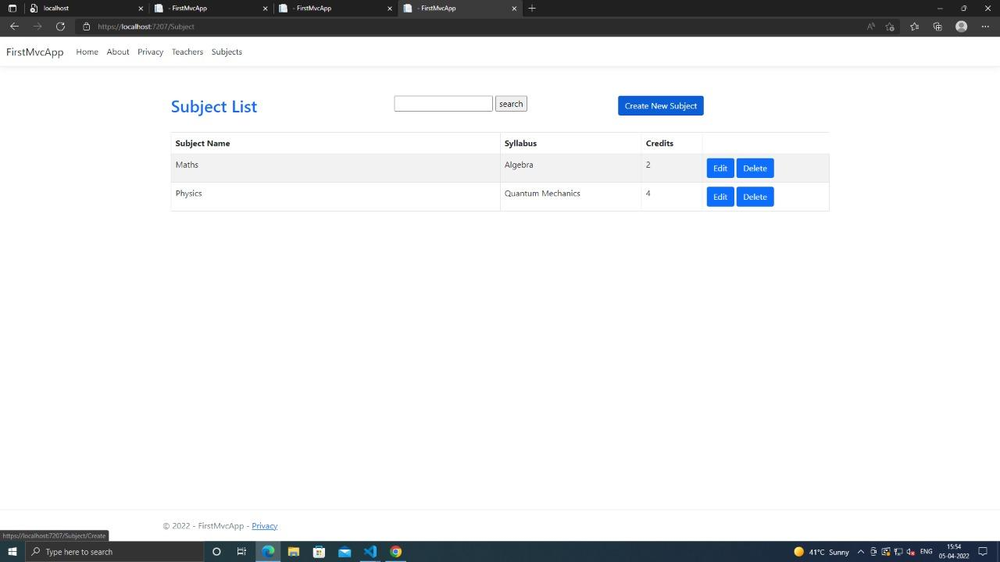 localhost
- FirstMvcApp
- FirstMvcApp
- FirstMvcApp
https://localhost:7207/Subject
FirstMvcApp Home About Privacy Teachers Subjects
Subject List search Create New Subject
Subject Name Syllabus Credits
Maths Algebra 2 Edit Delete
Physics Quantum Mechanics 4 Edit Delete
© 2022 - FirstMvcApp - Privacy
https://localhost:7207/Subject/Create
Type here to search 41°C Sunny ENG 15:54
05-04-2022